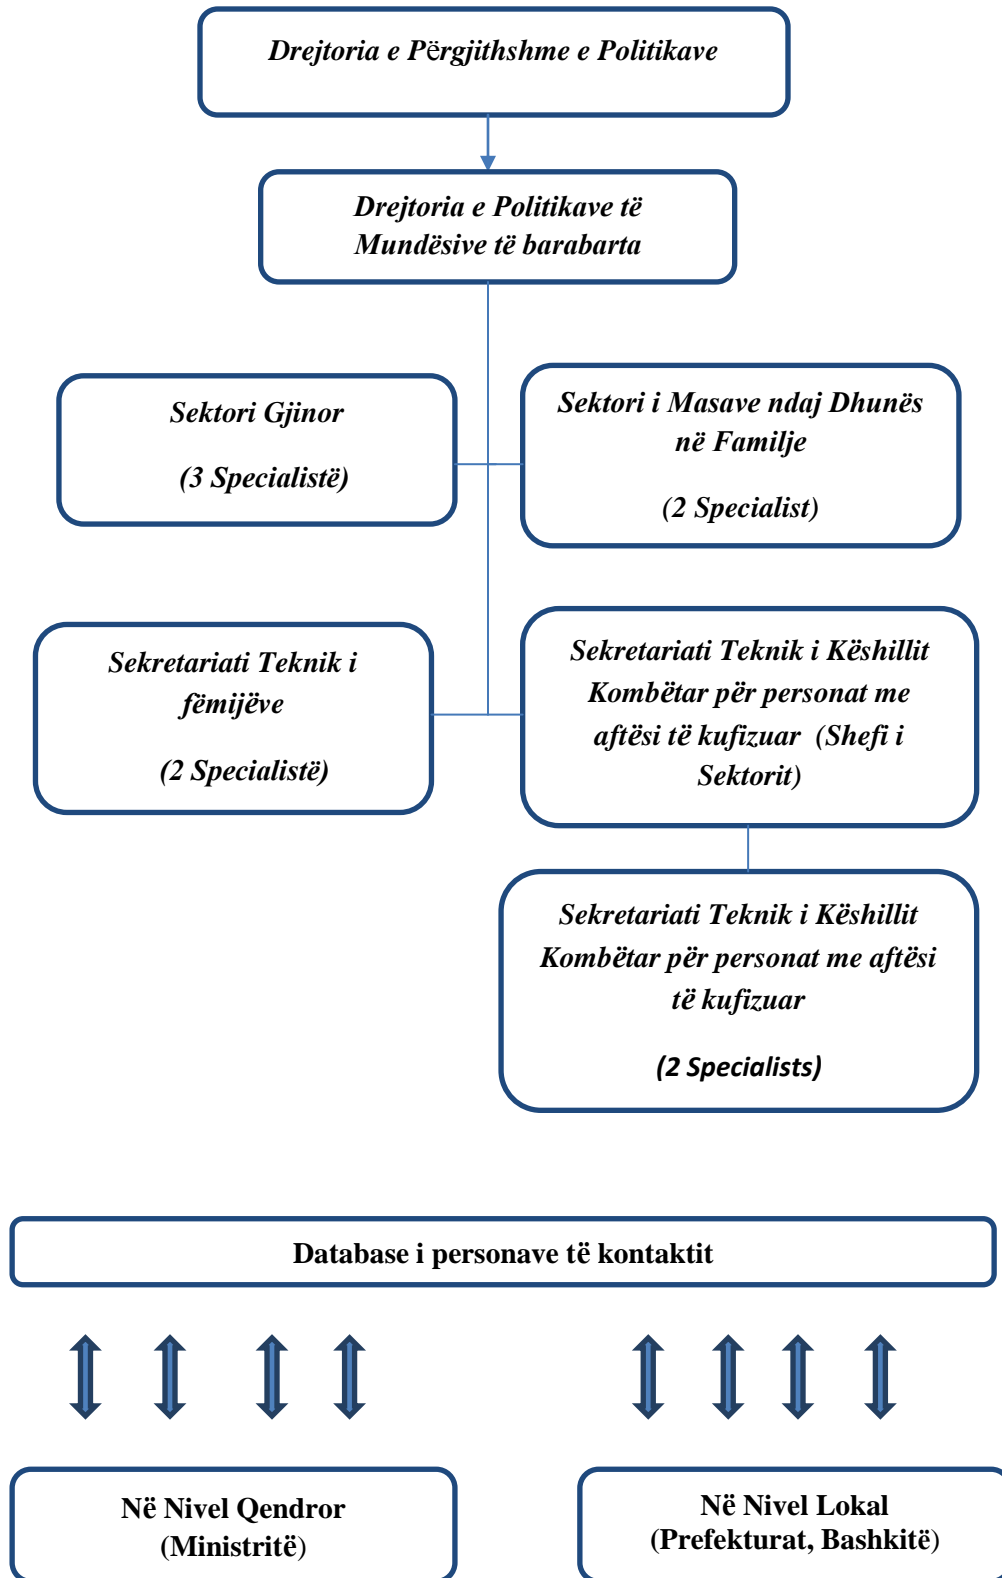 Drejtoria e Përgjithshme e Politikave
Drejtoria e Politikave të
Mundësive të barabarta
Sektori Gjinor
(3 Specialistë)
Sektori i Masave ndaj Dhunës
në Familje
(2 Specialist)
Sekretariati Teknik i
fëmijëve
(2 Specialistë)
Sekretariati Teknik i Këshillit
Kombëtar për personat me
aftësi të kufizuar (Shefi i
Sektorit)
Sekretariati Teknik i Këshillit
Kombëtar për personat me aftësi
të kufizuar
(2 Specialists)
Database i personave të kontaktit
Në Nivel Qendror
(Ministritë)
Në Nivel Lokal
(Prefekturat, Bashkitë)